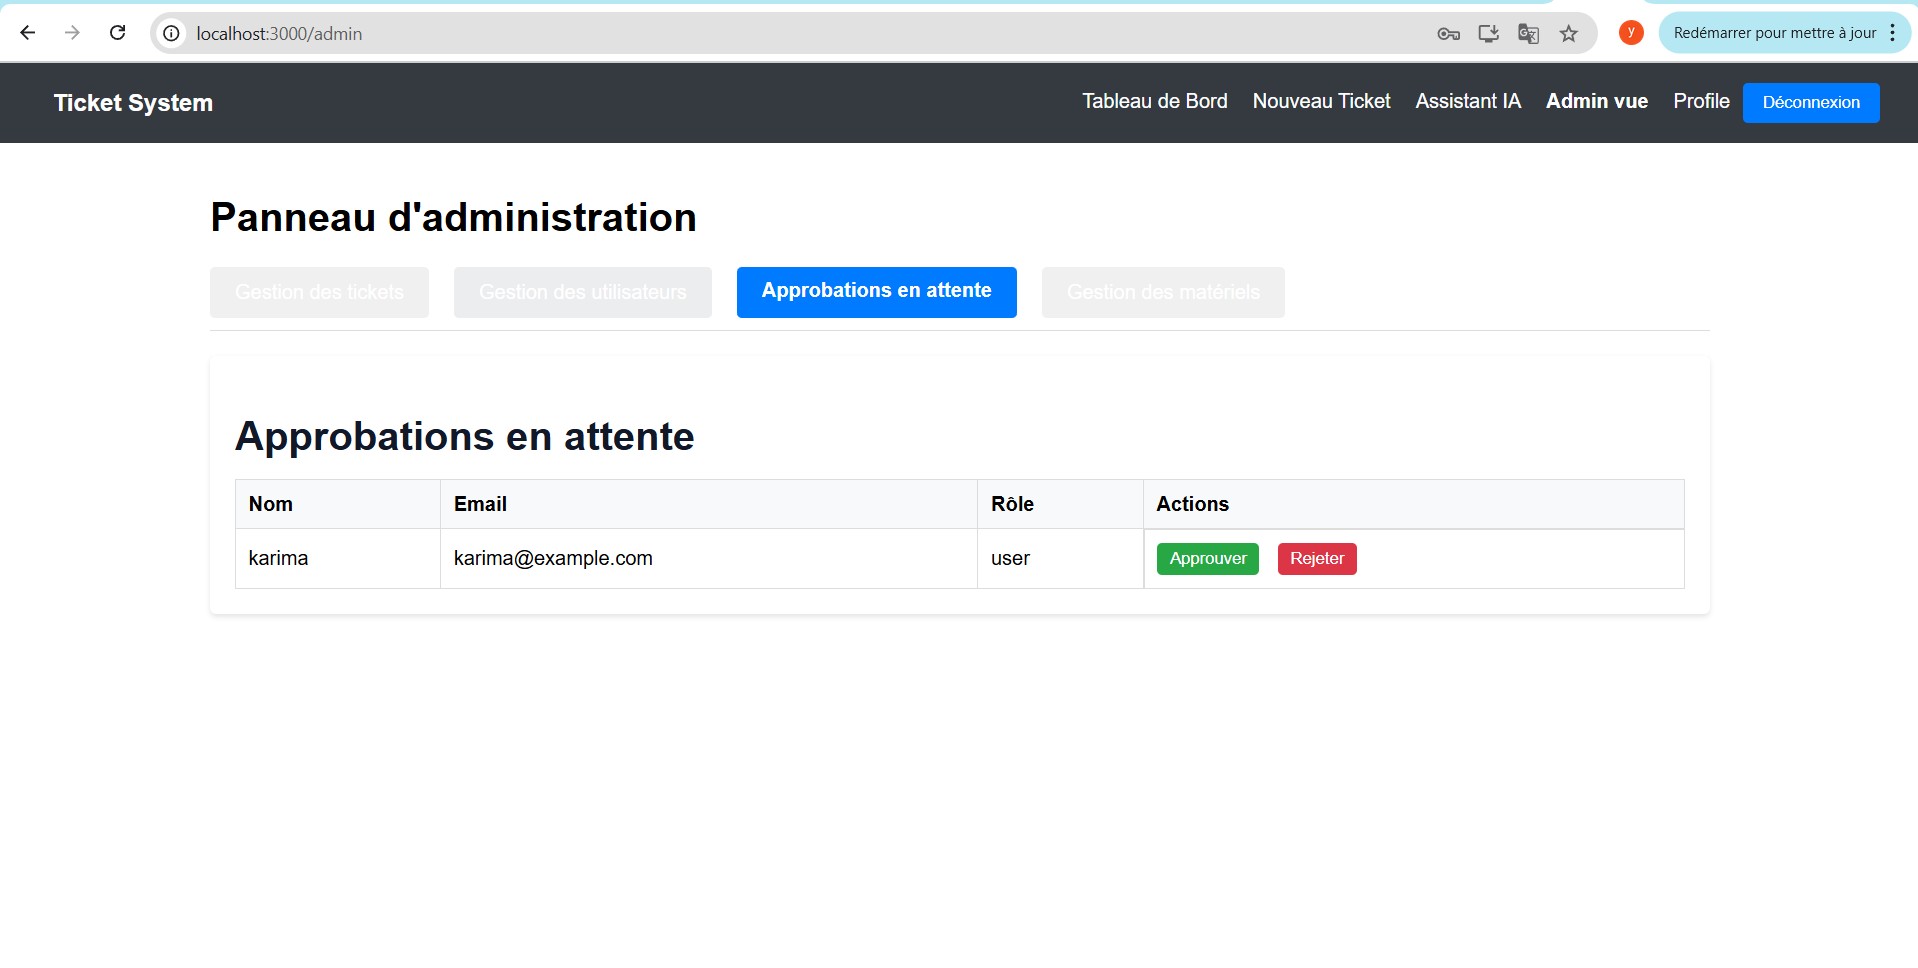 localhost:3000/admin
y
Redémarrer pour mettre à jour
Ticket System
Tableau de Bord Nouveau Ticket Assistant IA Admin vue Profile Déconnexion
Panneau d'administration
Gestion des tickets Gestion des utilisateurs Approbations en attente Gestion des matériels
Approbations en attente
Nom Email Rôle Actions
karima karima@example.com user Approuver Rejeter